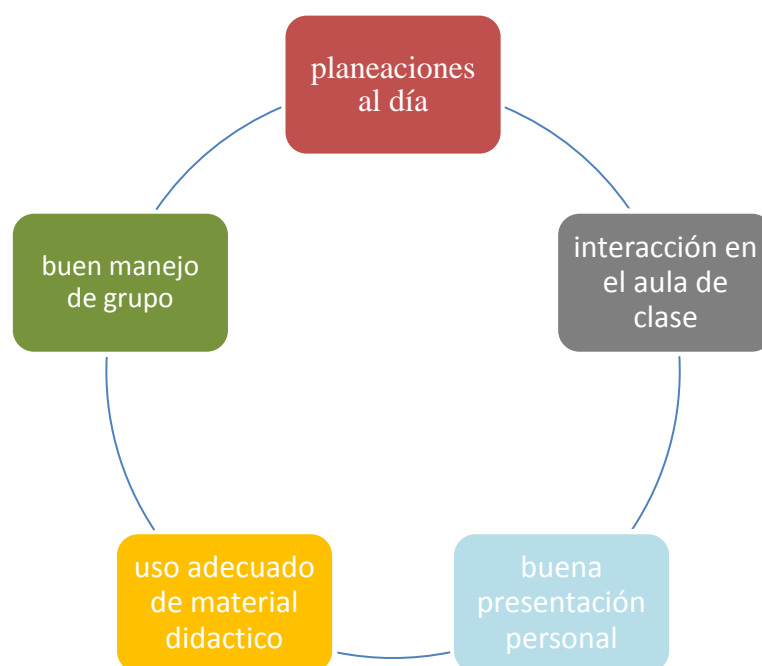 planeaciones
al día
interacción en
el aula de
clase
buena
presentación
personal
uso adecuado
de material
didactico
buen manejo
de grupo